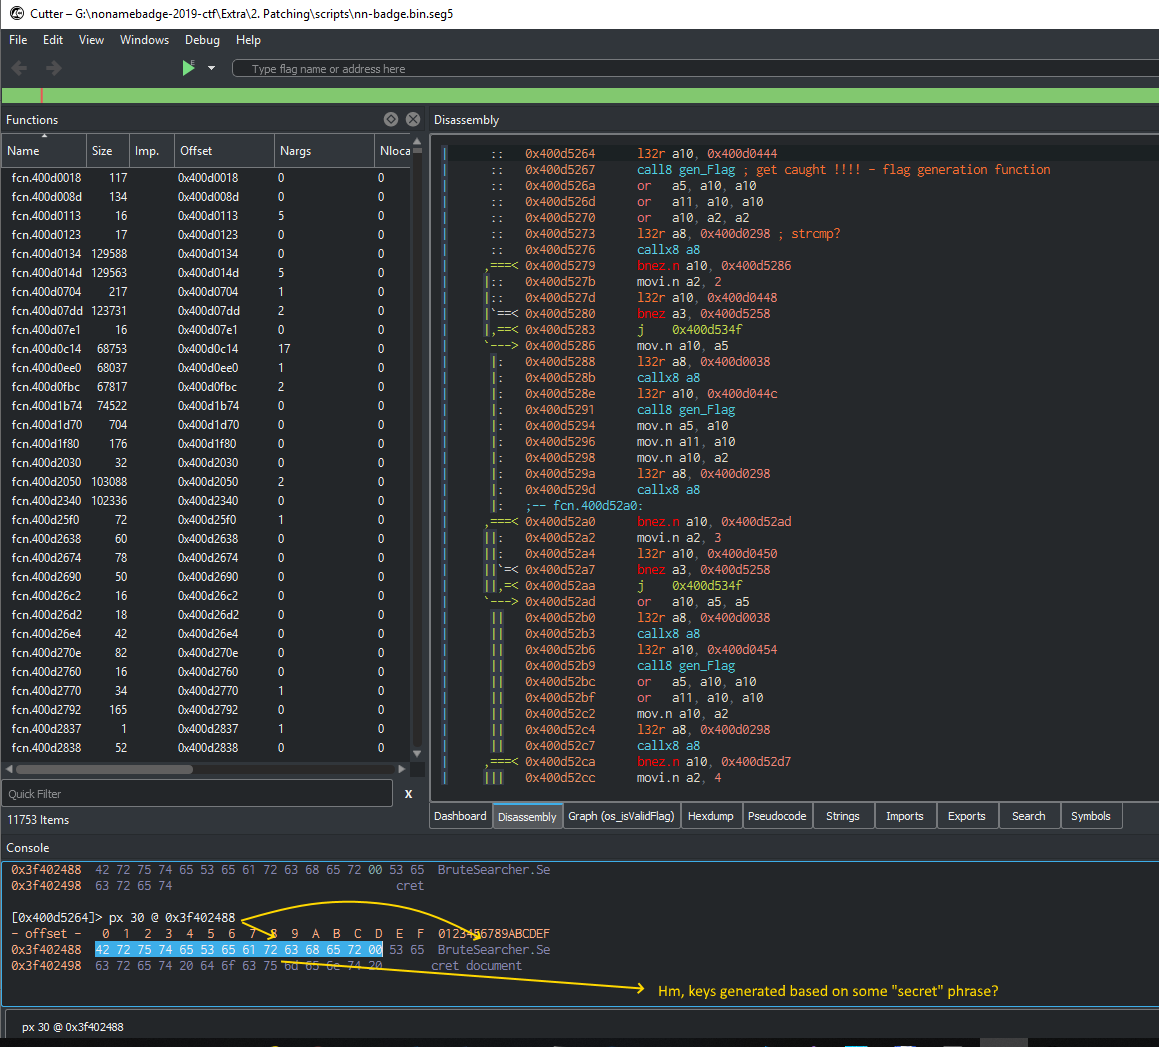 Cutter – G:\nonamebadge-2019-ctf\Extra\2. Patching\scripts\nn-badge.bin.seg5
File Edit View Windows Debug Help
Type flag name or address here
Functions
Name Size Imp. Offset Nargs Nloca
fcn.400d0018 117 0x400d0018 0 0
fcn.400d008d 134 0x400d008d 0 0
fcn.400d0113 16 0x400d0113 5 0
fcn.400d0123 17 0x400d0123 0 0
fcn.400d0134 129588 0x400d0134 0 0
fcn.400d014d 129563 0x400d014d 5 0
fcn.400d0704 217 0x400d0704 1 0
fcn.400d07dd 123731 0x400d07dd 2 0
fcn.400d07e1 16 0x400d07e1 0 0
fcn.400d0c14 68753 0x400d0c14 17 0
fcn.400d0ee0 68037 0x400d0ee0 1 0
fcn.400d0fbc 67817 0x400d0fbc 2 0
fcn.400d1b74 74522 0x400d1b74 0 0
fcn.400d1d70 704 0x400d1d70 0 0
fcn.400d1f80 176 0x400d1f80 0 0
fcn.400d2030 32 0x400d2030 0 0
fcn.400d2050 103088 0x400d2050 2 0
fcn.400d2340 102336 0x400d2340 0 0
fcn.400d25f0 72 0x400d25f0 1 0
fcn.400d2638 60 0x400d2638 0 0
fcn.400d2674 78 0x400d2674 0 0
fcn.400d2690 50 0x400d2690 0 0
fcn.400d26c2 16 0x400d26c2 0 0
fcn.400d26d2 18 0x400d26d2 0 0
fcn.400d26e4 42 0x400d26e4 0 0
fcn.400d270e 82 0x400d270e 0 0
fcn.400d2760 16 0x400d2760 0 0
fcn.400d2770 34 0x400d2770 1 0
fcn.400d2792 165 0x400d2792 0 0
fcn.400d2837 1 0x400d2837 1 0
fcn.400d2838 52 0x400d2838 0 0
Quick Filter X
11753 Items
Disassembly
:: 0x400d5264 l32r a10, 0x400d0444
:: 0x400d5267 call8 gen_Flag ; get caught !!!! - flag generation function
:: 0x400d526a or a5, a10, a10
:: 0x400d526d or a11, a10, a10
:: 0x400d5270 or a10, a2, a2
:: 0x400d5273 l32r a8, 0x400d0298 ; strcmp?
:: 0x400d5276 callx8 a8
,===< 0x400d5279 bnez.n a10, 0x400d5286
|:: 0x400d527b movi.n a2, 2
|:: 0x400d527d l32r a10, 0x400d0448
|`==< 0x400d5280 bnez a3, 0x400d5258
|,==< 0x400d5283 j 0x400d534f
`---> 0x400d5286 mov.n a10, a5
|: 0x400d5288 l32r a8, 0x400d0038
|: 0x400d528b callx8 a8
|: 0x400d528e l32r a10, 0x400d044c
|: 0x400d5291 call8 gen_Flag
|: 0x400d5294 mov.n a5, a10
|: 0x400d5296 mov.n a11, a10
|: 0x400d5298 mov.n a10, a2
|: 0x400d529a l32r a8, 0x400d0298
|: 0x400d529d callx8 a8
|: ;-- fcn.400d52a0:
,===< 0x400d52a0 bnez.n a10, 0x400d52ad
||: 0x400d52a2 movi.n a2, 3
||: 0x400d52a4 l32r a10, 0x400d0450
||`=< 0x400d52a7 bnez a3, 0x400d5258
||,=< 0x400d52aa j 0x400d534f
`---> 0x400d52ad or a10, a5, a5
|| 0x400d52b0 l32r a8, 0x400d0038
|| 0x400d52b3 callx8 a8
|| 0x400d52b6 l32r a10, 0x400d0454
|| 0x400d52b9 call8 gen_Flag
|| 0x400d52bc or a5, a10, a10
|| 0x400d52bf or a11, a10, a10
|| 0x400d52c2 mov.n a10, a2
|| 0x400d52c4 l32r a8, 0x400d0298
|| 0x400d52c7 callx8 a8
,===< 0x400d52ca bnez.n a10, 0x400d52d7
||| 0x400d52cc movi.n a2, 4
Dashboard Disassembly Graph (os_isValidFlag) Hexdump Pseudocode Strings Imports Exports Search Symbols
Console
0x3f402488 42 72 75 74 65 53 65 61 72 63 68 65 72 00 53 65 BruteSearcher.Se
0x3f402498 63 72 65 74 cret
[0x400d5264]> px 30 @ 0x3f402488
- offset - 0 1 2 3 4 5 6 7 8 9 A B C D E F 0123456789ABCDEF
0x3f402488 42 72 75 74 65 53 65 61 72 63 68 65 72 00 53 65 BruteSearcher.Se
0x3f402498 63 72 65 74 20 64 6f 63 75 6d 65 6e 74 20 cret document
Hm, keys generated based on some "secret" phrase?
px 30 @ 0x3f402488